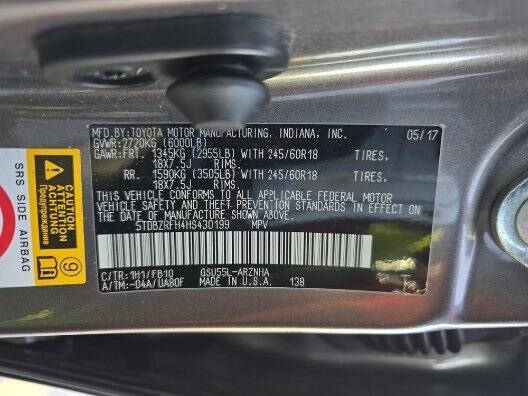 MFD.BY:TOYOTA MOTOR MANUFACTURING, INDIANA, INC. 05/17
GVWR: 2720KG (6000LB)
GAWR: FRT. 1345KG (2955LB) WITH 245/60R18 TIRES.
18X7.5J RIMS.
RR. 1590KG (3505LB) WITH 245/60R18 TIRES.
18X7.5J RIMS.
THIS VEHICLE CONFORMS TO ALL APPLICABLE FEDERAL MOTOR
VEHICLE SAFETY AND THEFT PREVENTION STANDARDS IN EFFECT
ON THE DATE OF MANUFACTURE SHOWN ABOVE.
5TDBZRFH4HS430199 MPV
C/TR: 1H1/FB10 GSU55L-ARZNHA
A/TM:-04A/UA80F MADE IN U.S.A. 138
SRS SIDE AIRBAG
CAUTION
ATTENTION
ACHTUNG
Предупреждение
9